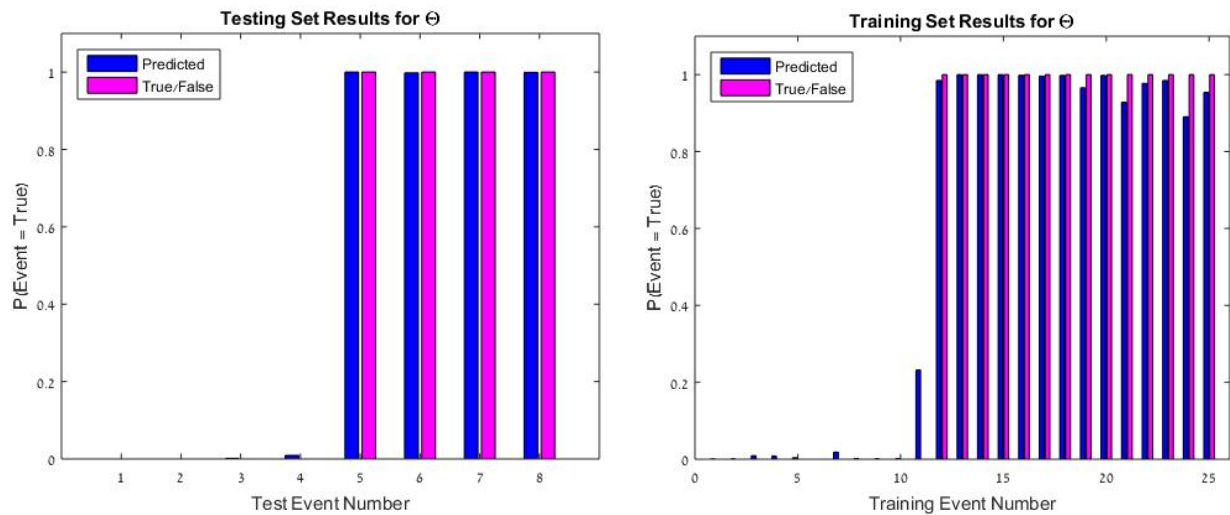 Testing Set Results for Θ
Predicted
True/False
P(Event = True)
1
0.8
0.6
0.4
0.2
0
1 2 3 4 5 6 7 8
Test Event Number
Training Set Results for Θ
Predicted
True/False
P(Event = True)
1
0.8
0.6
0.4
0.2
0
0 5 10 15 20 25
Training Event Number